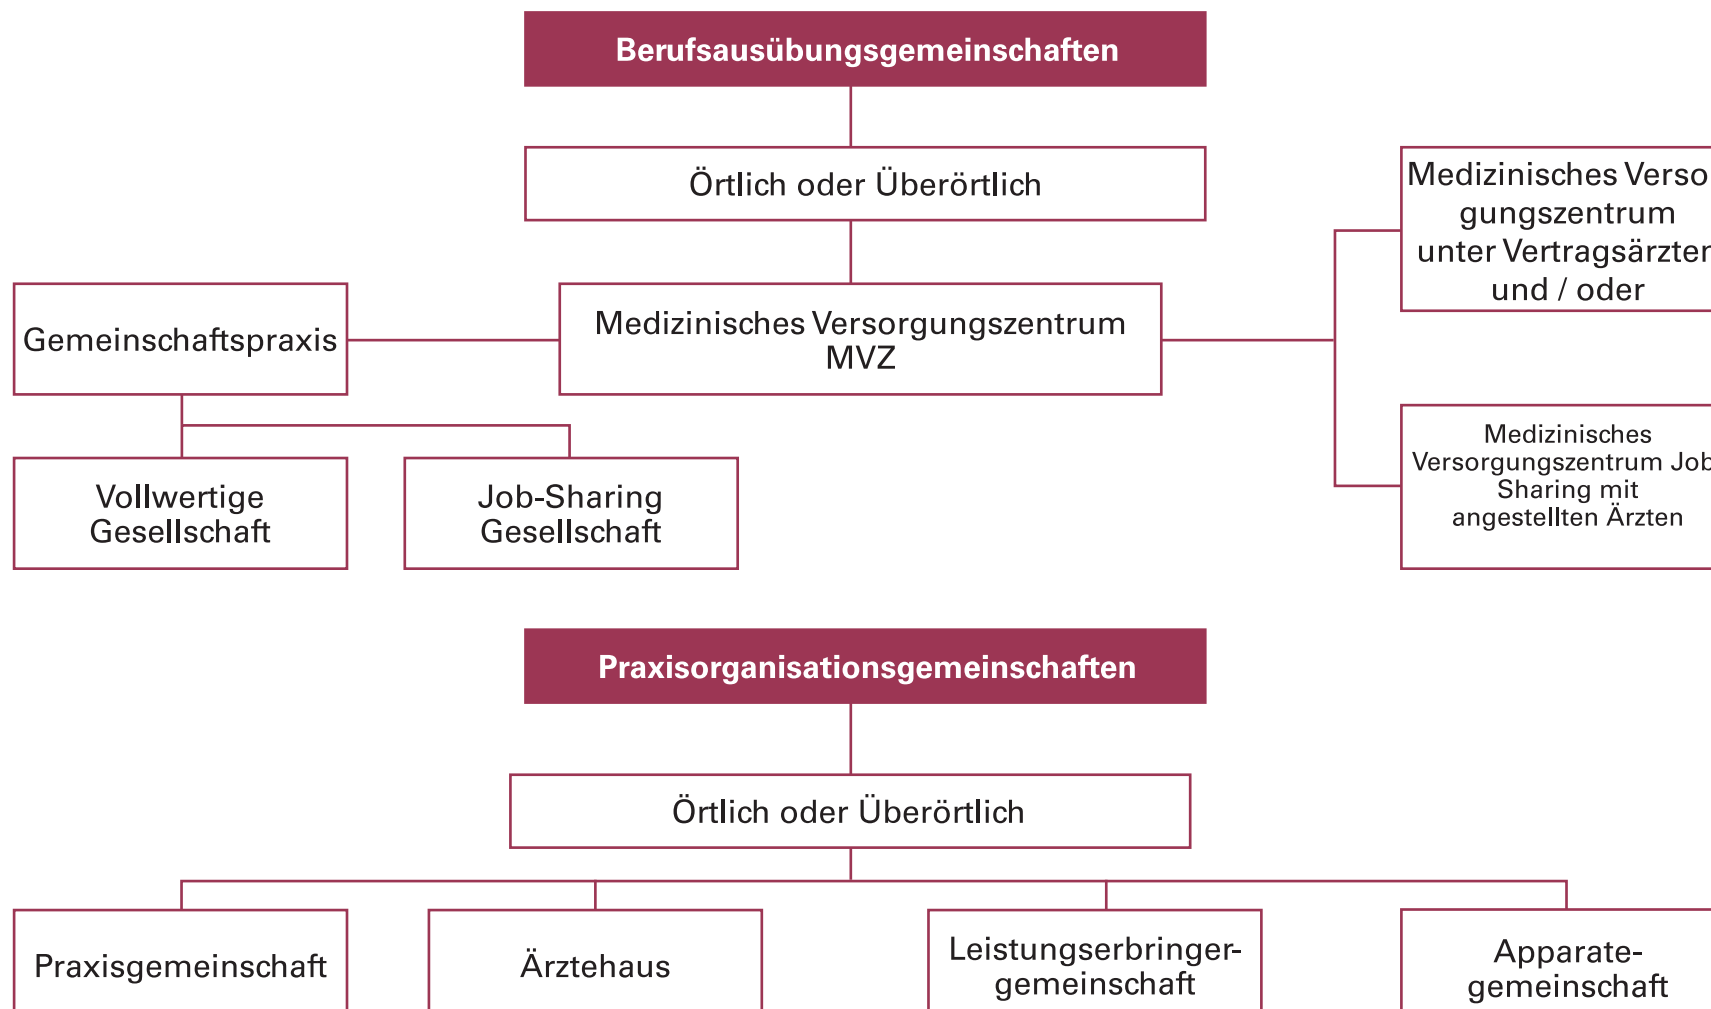 Berufsausübungsgemeinschaften
Örtlich oder Überörtlich
Medizinisches Verso
gungszentrum
unter Vertragsärzten
und / oder
Gemeinschaftspraxis
Medizinisches Versorgungszentrum
MVZ
Medizinisches
Versorgungszentrum Job
Sharing mit
angestellten Ärzten
Vollwertige
Gesellschaft
Job-Sharing
Gesellschaft
Praxisorganisationsgemeinschaften
Örtlich oder Überörtlich
Praxisgemeinschaft
Ärztehaus
Leistungserbringer-
gemeinschaft
Apparate-
gemeinschaft